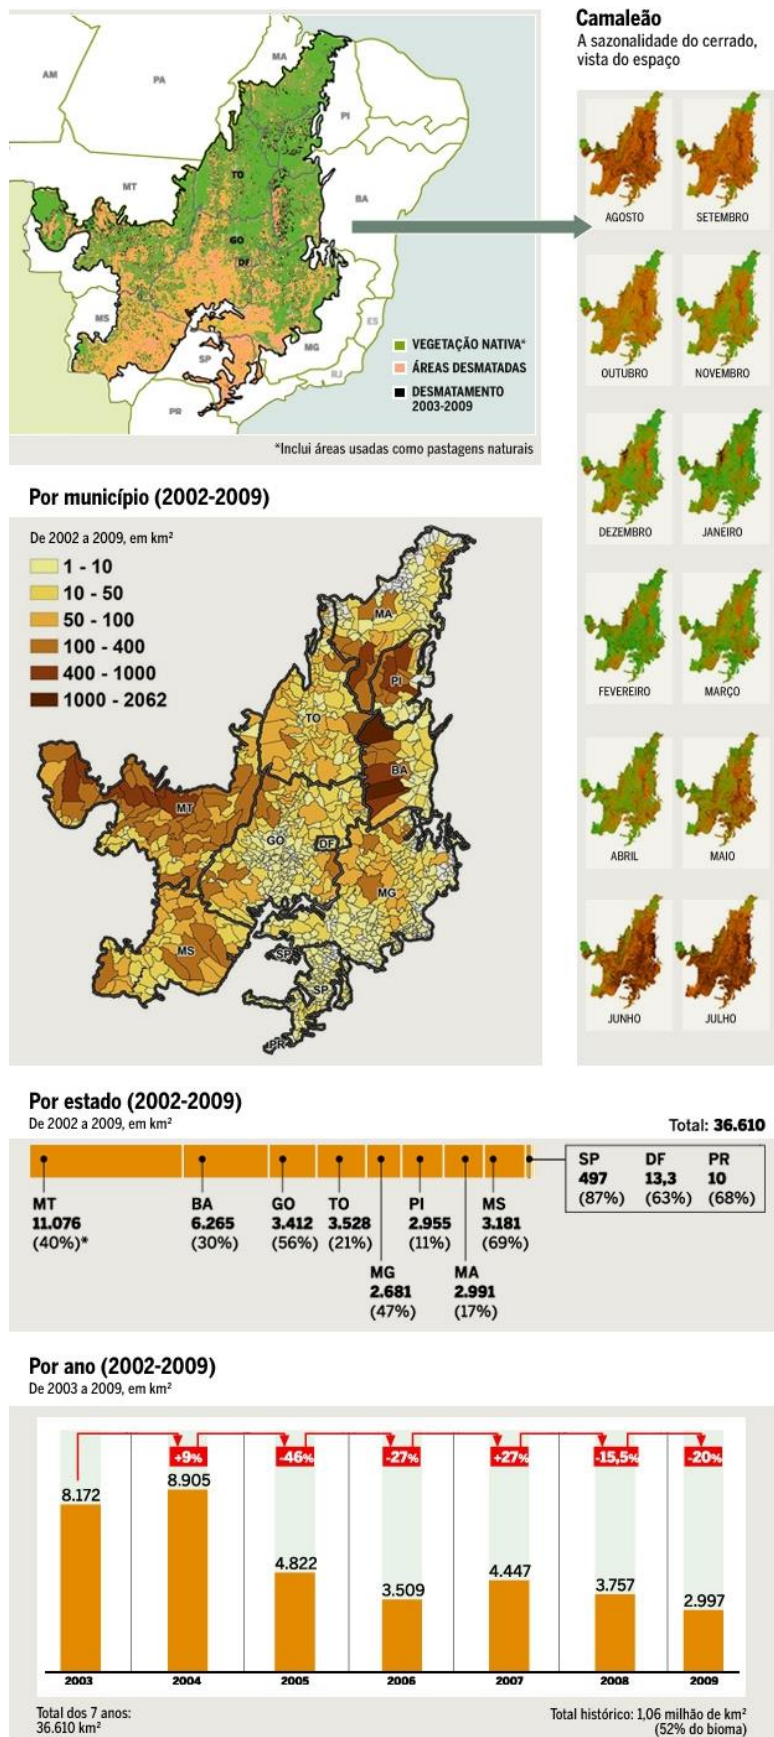 Camaleão
A sazonalidade do cerrado,
vista do espaço
AM
PA
MA
PI
TO
MT
BA
GO
DF
MS
ES
MG
SP
RJ
PR
VEGETAÇÃO NATIVA*
ÁREAS DESMATADAS
DESMATAMENTO
2003-2009
*Inclui áreas usadas como pastagens naturais
AGOSTO SETEMBRO
OUTUBRO NOVEMBRO
DEZEMBRO JANEIRO
FEVEREIRO MARÇO
ABRIL MAIO
JUNHO JULHO
Por município (2002-2009)
De 2002 a 2009, em km²
1 - 10
10 - 50
50 - 100
100 - 400
400 - 1000
1000 - 2062
MA
PI
TO
BA
MT
GO
DF
MG
MS
SP
SP
PR
Por estado (2002-2009)
De 2002 a 2009, em km²
Total: 36.610
MT
11.076
(40%)*
BA
6.265
(30%)
GO
3.412
(56%)
TO
3.528
(21%)
MG
2.681
(47%)
PI
2.955
(11%)
MA
2.991
(17%)
MS
3.181
(69%)
SP
497
(87%)
DF
13,3
(63%)
PR
10
(68%)
Por ano (2002-2009)
De 2003 a 2009, em km²
+9% -46% -27% +27% -15,5% -20%
8.172 8.905 4.822 3.509 4.447 3.757 2.997
2003 2004 2005 2006 2007 2008 2009
Total dos 7 anos:
36.610 km²
Total histórico: 1,06 milhão de km²
(52% do bioma)